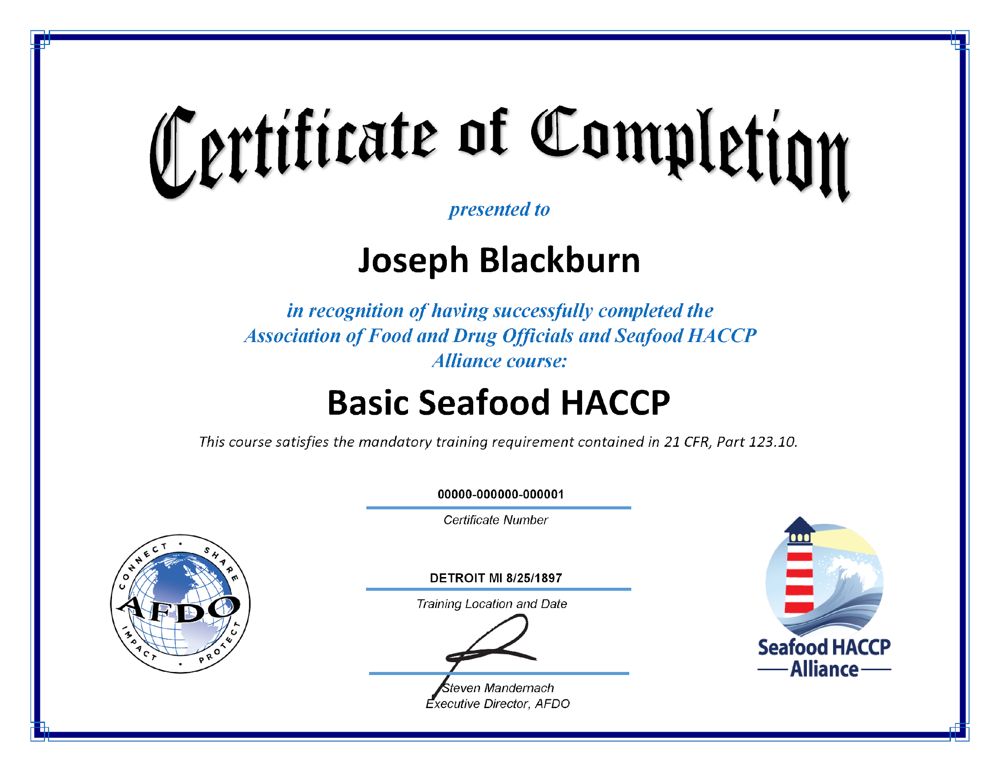 Certificate of Completion
presented to
Joseph Blackburn
in recognition of having successfully completed the
Association of Food and Drug Officials and Seafood HACCP
Alliance course:
Basic Seafood HACCP
This course satisfies the mandatory training requirement contained in 21 CFR, Part 123.10.
00000-000000-000001
Certificate Number
DETROIT MI 8/25/1897
Training Location and Date
Steven Mandernach
Executive Director, AFDO
CONNECT • SHARE
AFDO
IMPACT • PROTECT
Seafood HACCP
Alliance